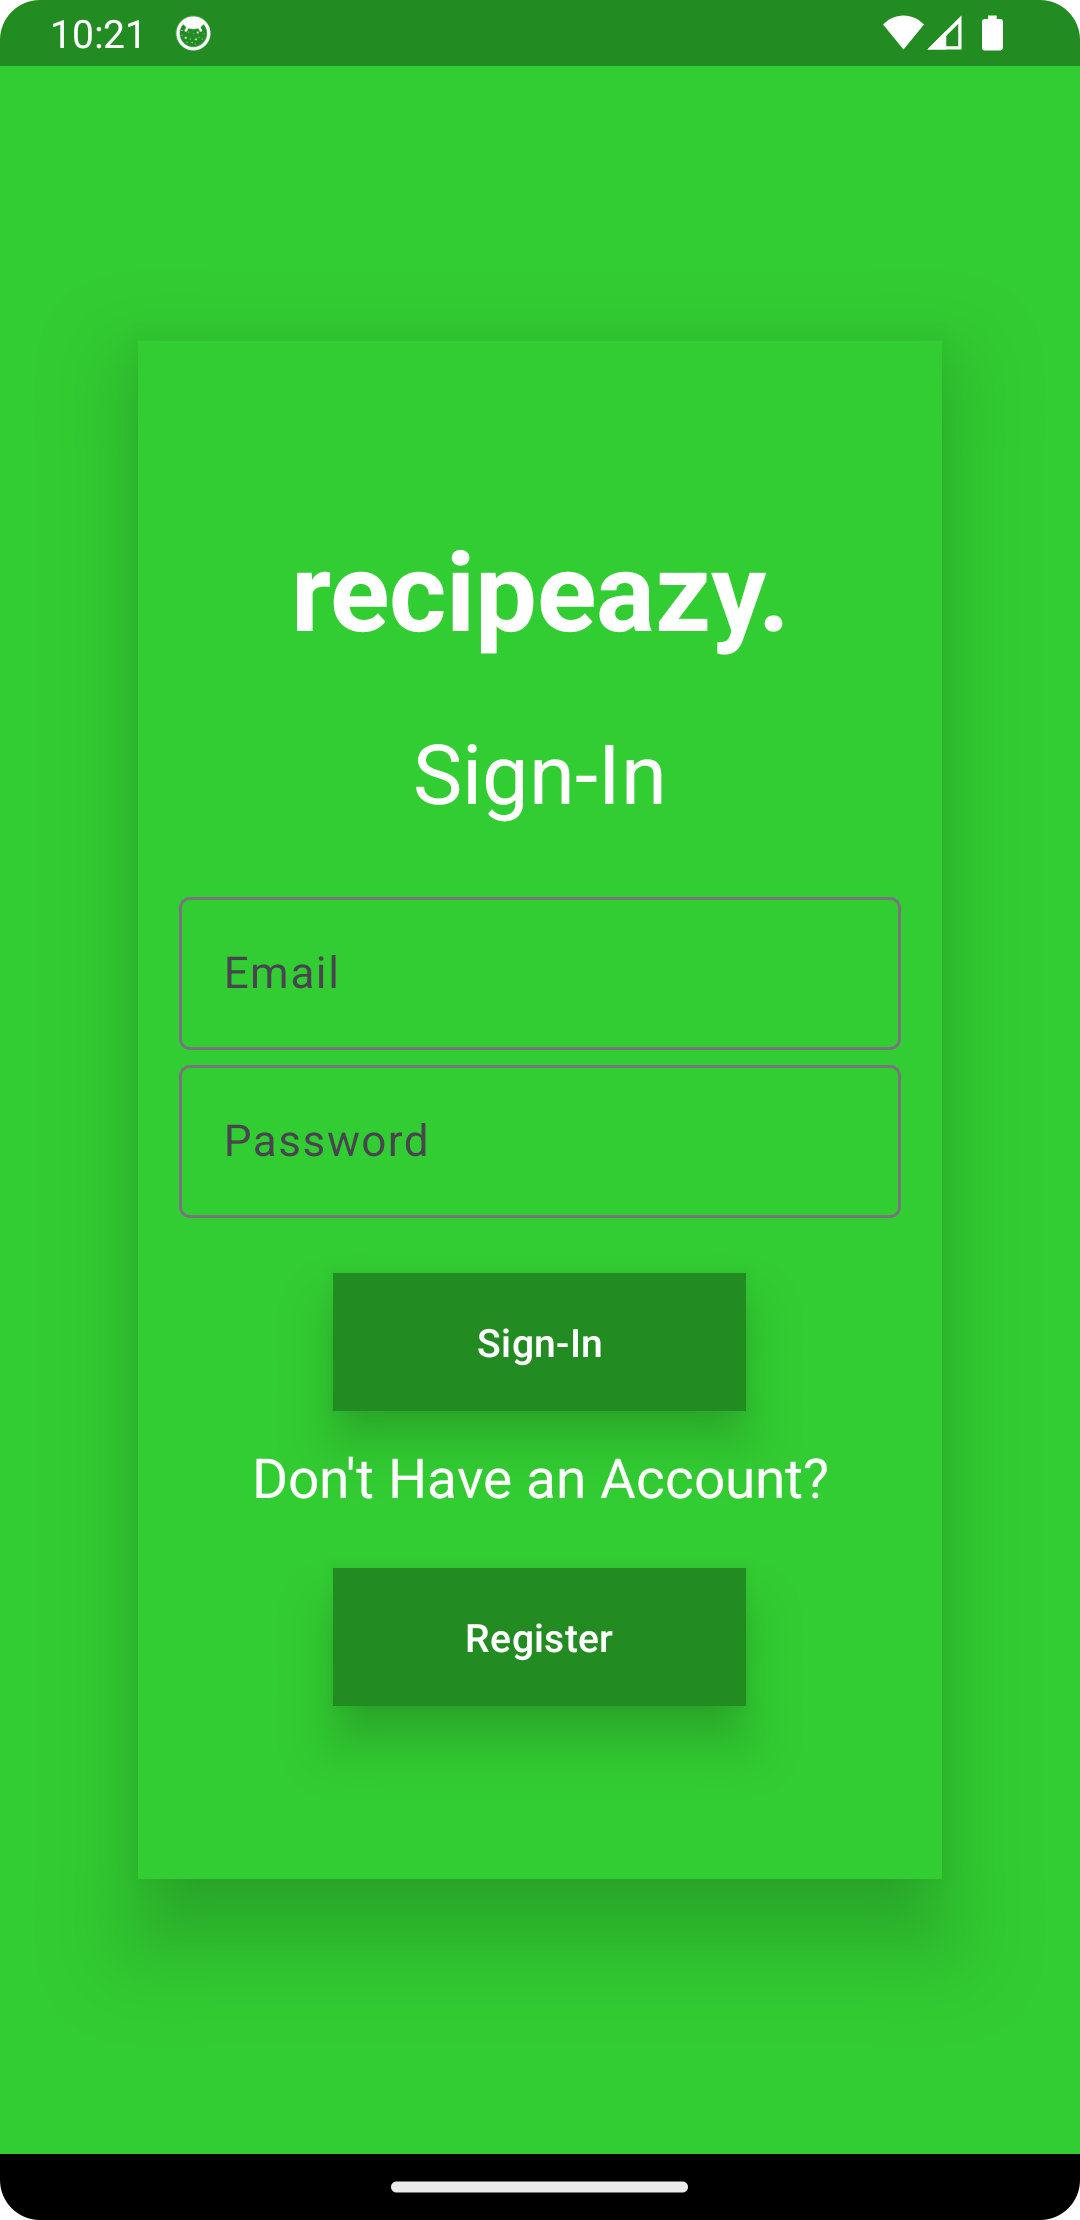 10:21
recipeazy.
Sign-In
Email
Password
Sign-In
Don't Have an Account?
Register